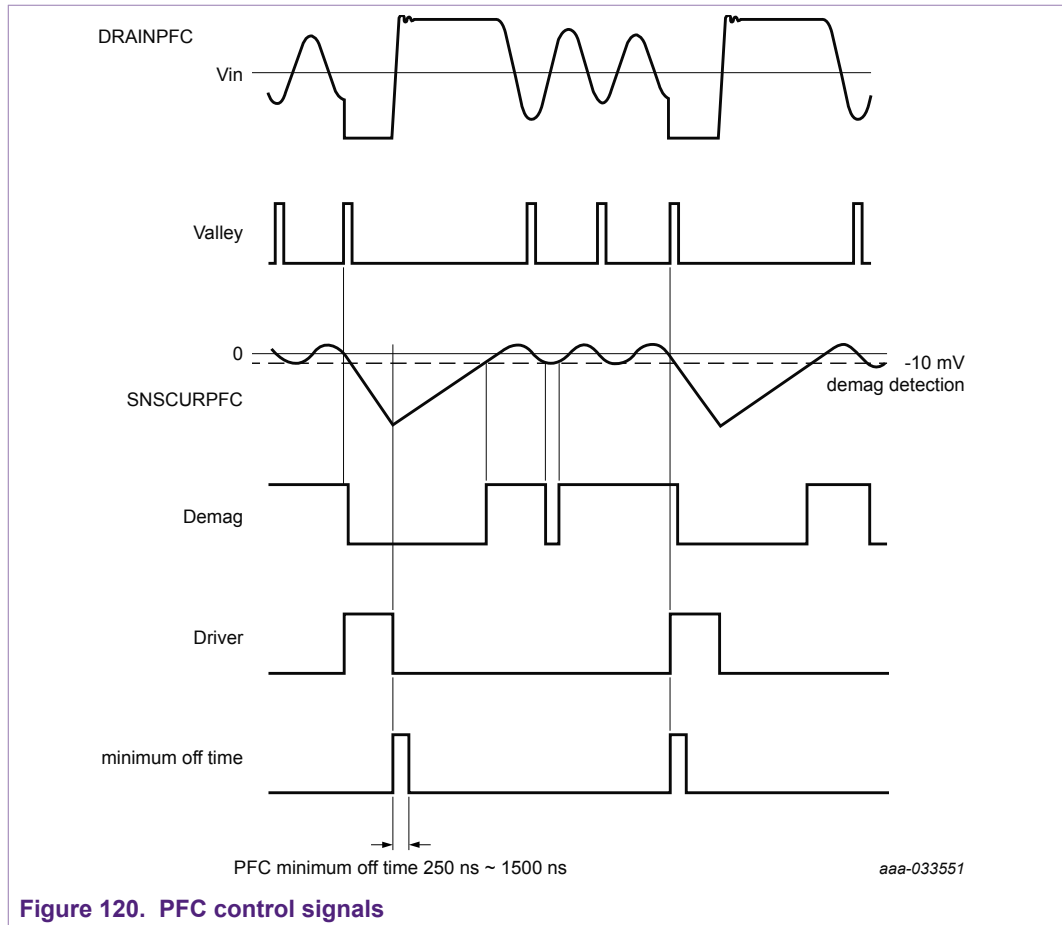 DRAINPFC
Vin
Valley
0
-10 mV
demag detection
SNSCURPFC
Demag
Driver
minimum off time
PFC minimum off time 250 ns ~ 1500 ns
aaa-033551
Figure 120. PFC control signals